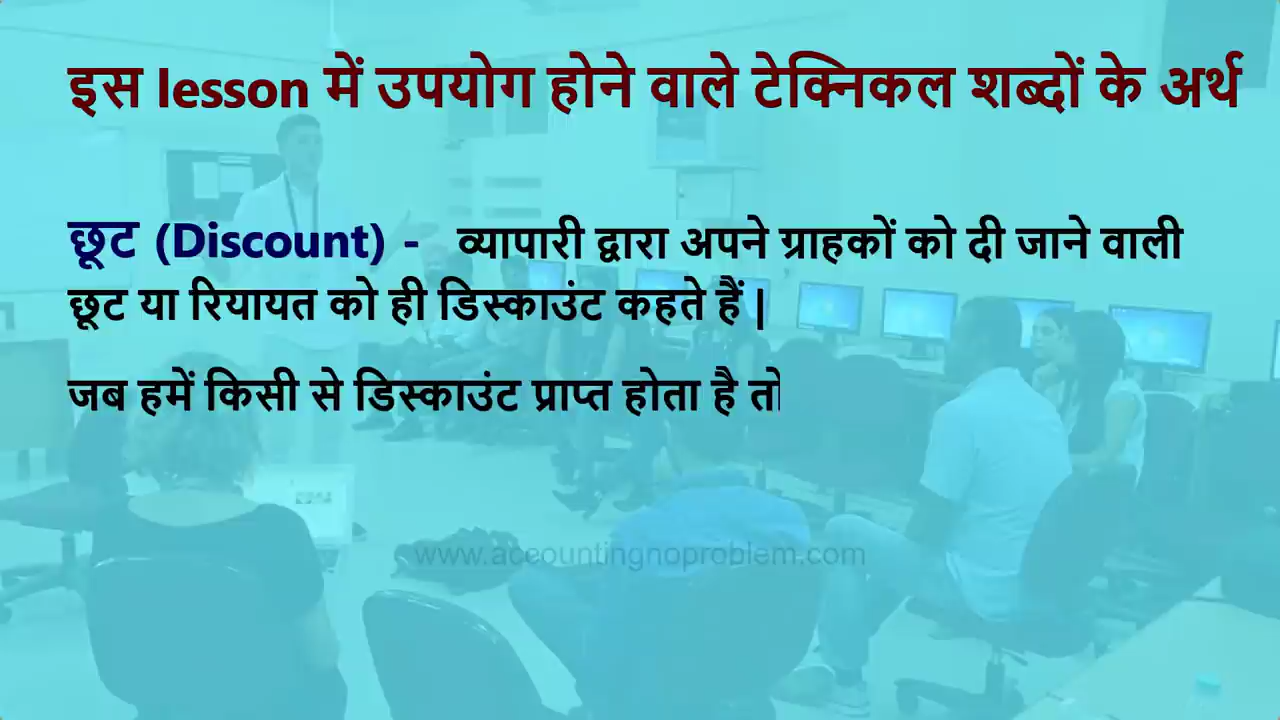 इस lesson में उपयोग होने वाले टेक्निकल शब्दों के अर्थ
छूट (Discount) - व्यापारी द्वारा अपने ग्राहकों को दी जाने वाली
छूट या रियायत को ही डिस्काउंट कहते हैं |
जब हमें किसी से डिस्काउंट प्राप्त होता है तो
www.accountingnoproblem.com